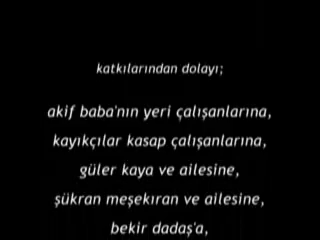 katkılarından dolayı;
akif baba'nın yeri çalışanlarına,
kayıkçılar kasap çalışanlarına,
güler kaya ve ailesine,
şükran meşekıran ve ailesine,
bekir dadaş'a,